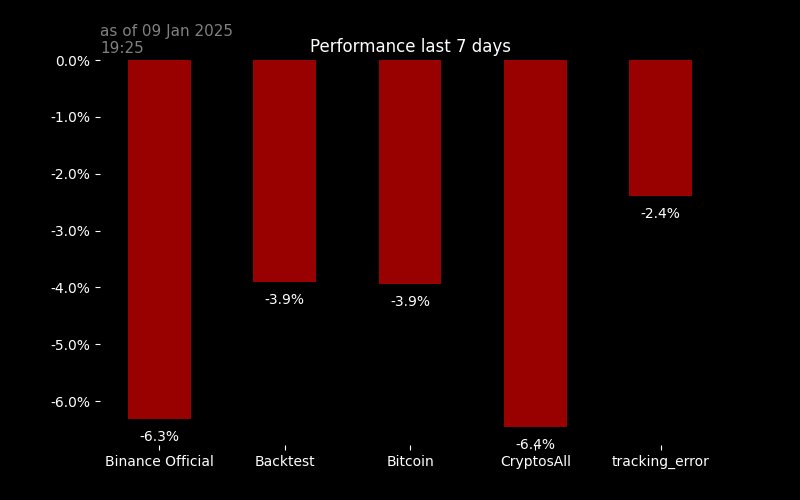 as of 09 Jan 2025
19:25
Performance last 7 days
0.0%
-1.0%
-2.0%
-3.0%
-4.0%
-5.0%
-6.0%
-6.3%
-3.9%
-3.9%
-6.4%
-2.4%
Binance Official
Backtest
Bitcoin
CryptosAll
tracking_error